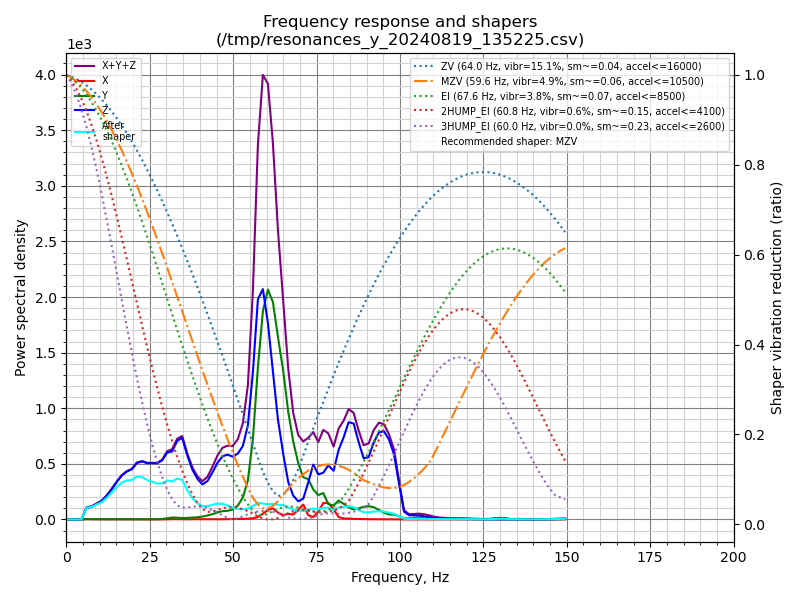 Frequency response and shapers
(/tmp/resonances_y_20240819_135225.csv)
1e3
X+Y+Z
X
Y
Z
After
shaper
ZV (64.0 Hz, vibr=15.1%, sm~=0.04, accel<=16000)
MZV (59.6 Hz, vibr=4.9%, sm~=0.06, accel<=10500)
EI (67.6 Hz, vibr=3.8%, sm~=0.07, accel<=8500)
2HUMP_EI (60.8 Hz, vibr=0.6%, sm~=0.15, accel<=4100)
3HUMP_EI (60.0 Hz, vibr=0.0%, sm~=0.23, accel<=2600)
Recommended shaper: MZV
4.0
3.5
3.0
2.5
2.0
1.5
1.0
0.5
0.0
Power spectral density
1.0
0.8
0.6
0.4
0.2
0.0
Shaper vibration reduction (ratio)
0 25 50 75 100 125 150 175 200
Frequency, Hz